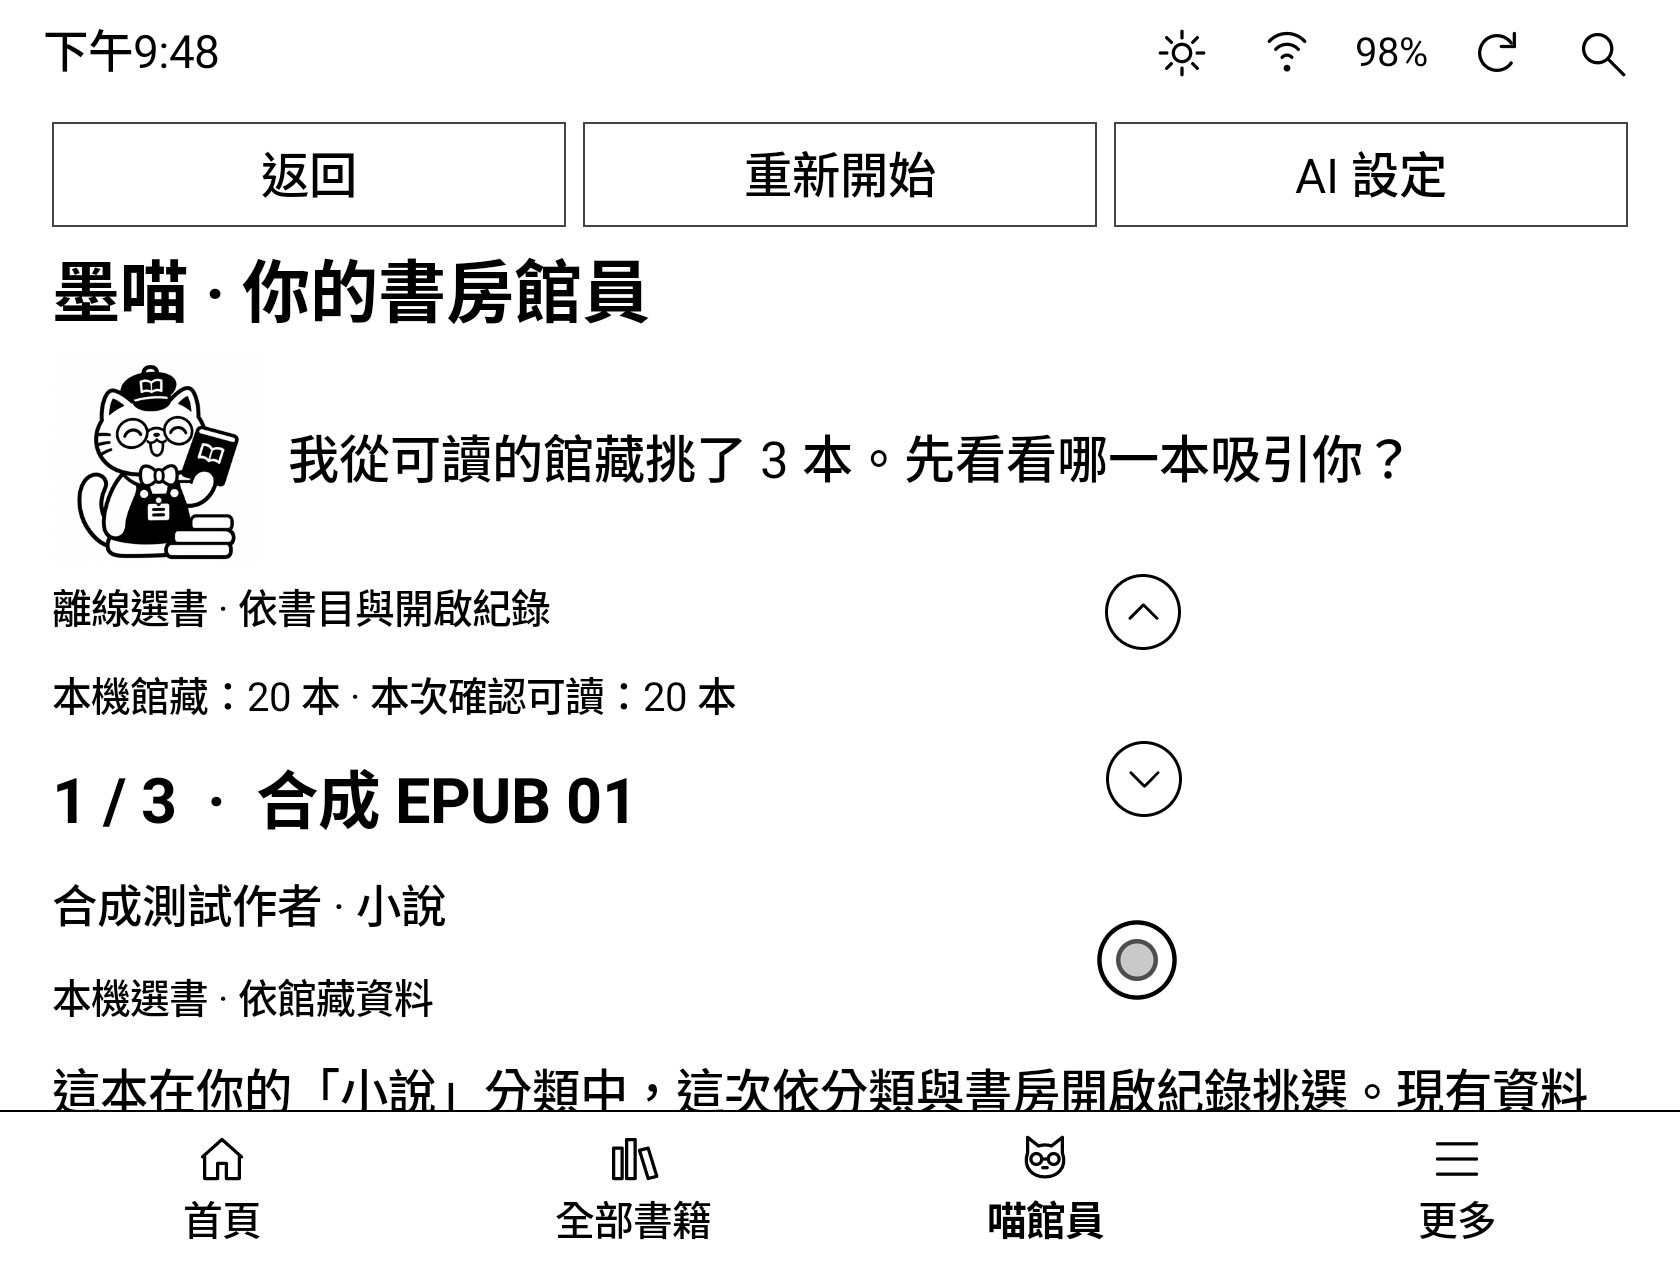 下午9:48 98%
返回 重新開始 AI 設定
墨喵 · 你的書房館員
我從可讀的館藏挑了 3 本。先看看哪一本吸引你？
離線選書 · 依書目與開啟紀錄
本機館藏：20 本 · 本次確認可讀：20 本
1 / 3 · 合成 EPUB 01
合成測試作者 · 小說
本機選書 · 依館藏資料
這本在你的「小說」分類中，這次依分類與書房開啟紀錄挑選。現有資料
首頁 全部書籍 喵館員 更多